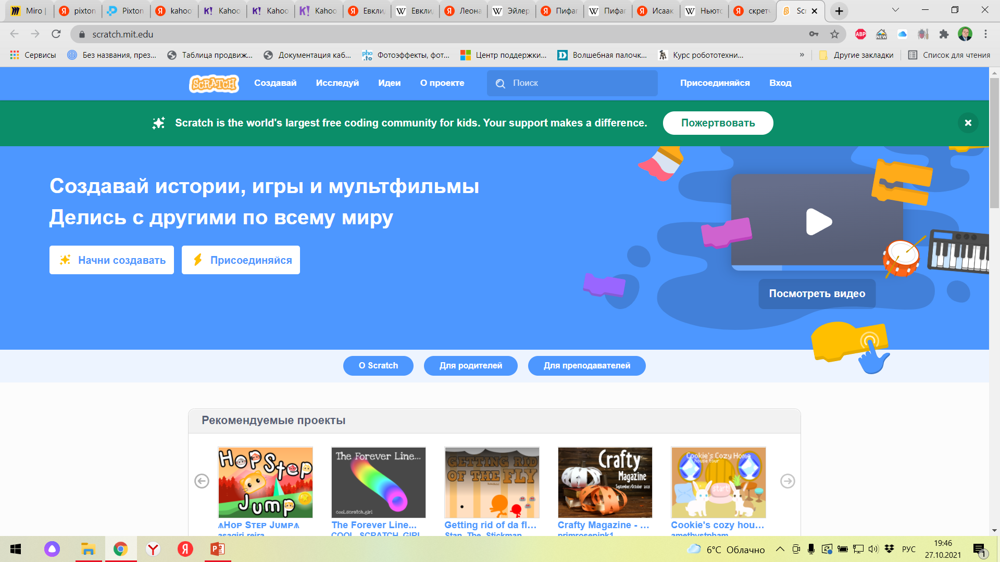 Miro |
pixton
Pixton
kahoo
Kahoo
Kahoo
Kahoo
Евкли
Евкли
Леона
Эйлер
Пифаг
Пифаг
Исаак
Ньютс
скретч
Scr
scratch.mit.edu
ABP
NEW
Сервисы
Без названия, през...
Таблица продвиж...
Документация каб...
pho.to
Фотоэффекты, фот...
Центр поддержки...
Волшебная палочк...
Курс робототехни...
»
Другие закладки
Список для чтения
SCRATCH
Создавай
Исследуй
Идеи
О проекте
Поиск
Присоединяйся
Вход
Scratch is the world's largest free coding community for kids. Your support makes a difference.
Пожертвовать
Создавай истории, игры и мультфильмы
Делись с другими по всему миру
Начни создавать
Присоединяйся
Посмотреть видео
О Scratch
Для родителей
Для преподавателей
Рекомендуемые проекты
Hop Step Jump
The Forever Line...
cool.scratch.girl
GETTING RID OF THE FLY
Crafty Magazine
September/October 2021
Cookie's Cozy Home
house tour
start!
ʌHop Step Jumpʌ
asagiri reira
The Forever Line...
COOL_SCRATCH_GIRL
Getting rid of da fl...
Stan_The_Stickman
Crafty Magazine - ...
primrosepink1
Cookie's cozy hou...
amethystpham
6°C Облачно
РУС
19:46
27.10.2021
1